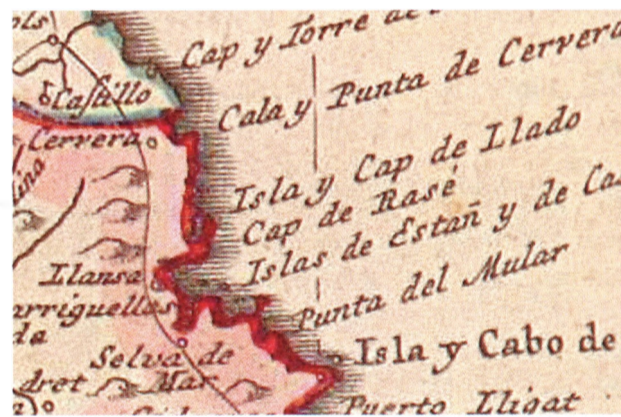 Cap y Torre de
Castillo
Cala y Punta de Cervera
Cervera
Isla y Cap de Llado
Cap de Rasé
Islas de Estañ y de
Ilansa
Punta del Mular
Selva de
Mar
Isla y Cabo de
Puerto Iligat